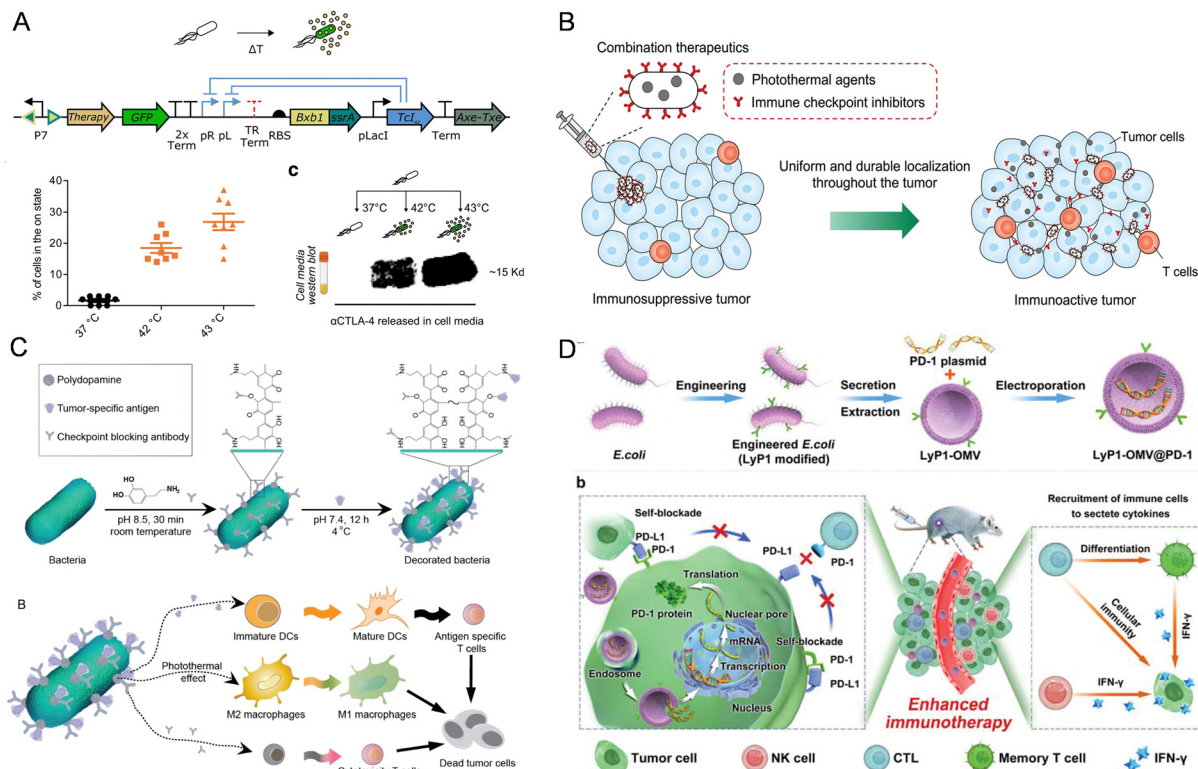 A
ΔT
P7
Therapy
GFP
2x
Term
pR pL
TR
Term
RBS
Bxb1
ssrA
pLacI
TcI
Term
Axe-Txe
% of cells in the on state
40
30
20
10
0
37 °C
42 °C
43 °C
c
37°C
42°C
43°C
Cell media
western blot
~15 Kd
αCTLA-4 released in cell media
B
Combination therapeutics
Photothermal agents
Immune checkpoint inhibitors
Tumor cells
Uniform and durable localization
throughout the tumor
T cells
Immunosuppressive tumor
Immunoactive tumor
C
Polydopamine
Tumor-specific antigen
Checkpoint blocking antibody
HO
HO
NH₂
pH 8.5, 30 min
room temperature
pH 7.4, 12 h
4 °C
Bacteria
Decorated bacteria
B
Photothermal
effect
Immature DCs
Mature DCs
Antigen specific
T cells
M2 macrophages
M1 macrophages
Dead tumor cells
D
E.coli
Engineering
Engineered E.coli
(LyP1 modified)
Secretion
Extraction
PD-1 plasmid
+
LyP1-OMV
Electroporation
LyP1-OMV@PD-1
b
Self-blockade
PD-L1
PD-1
PD-L1
PD-1
Translation
PD-1 protein
Nuclear pore
mRNA
Transcription
Nucleus
Endosome
Self-blockade
PD-1
PD-L1
Enhanced
immunotherapy
Recruitment of immune cells
to sectete cytokines
Differentiation
Cellular
immunity
IFN-γ
IFN-γ
Tumor cell
NK cell
CTL
Memory T cell
IFN-γ